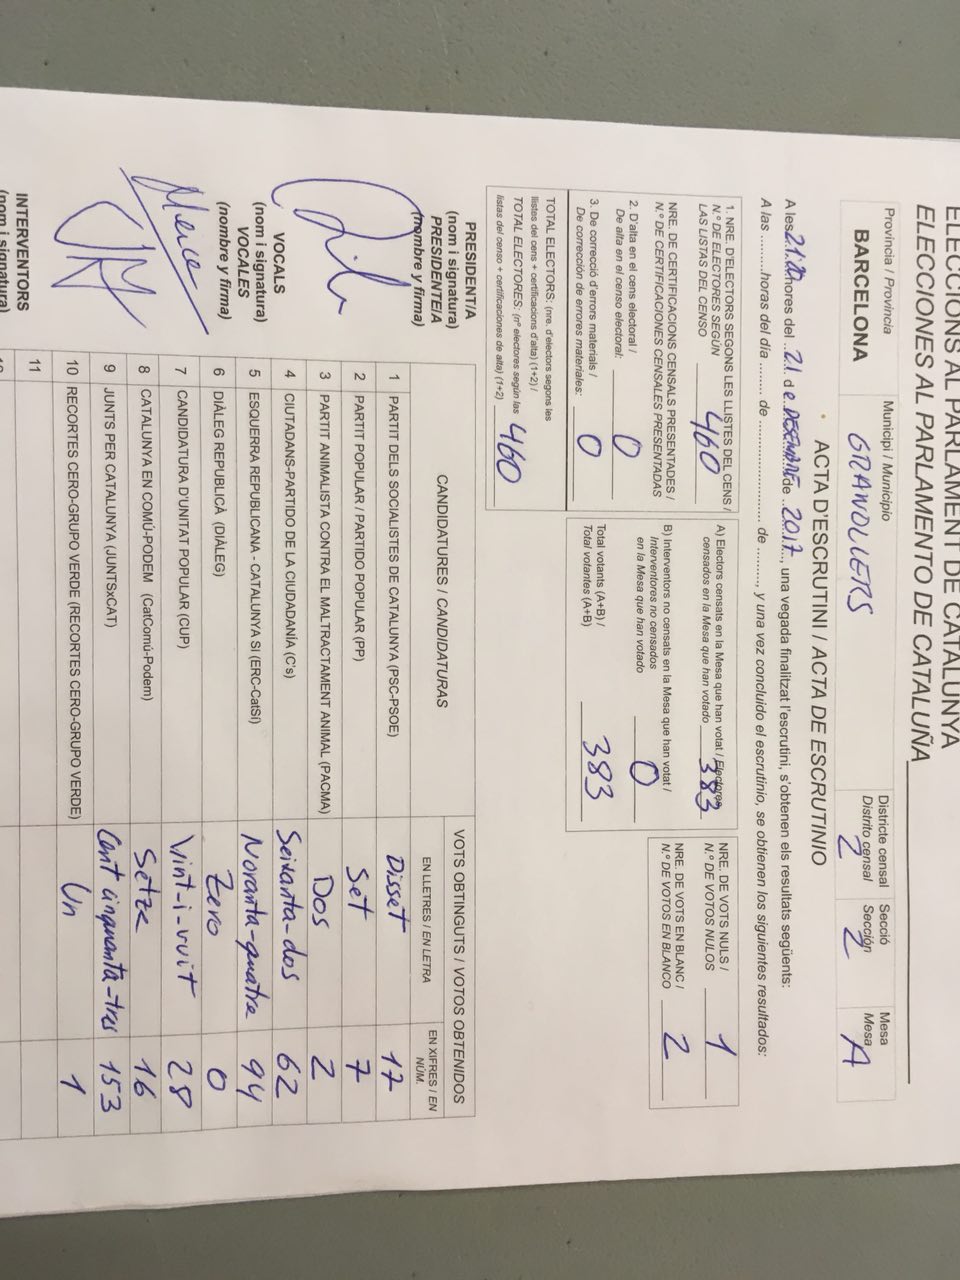 ELECCIONS AL PARLAMENT DE CATALUNYA
ELECCIONES AL PARLAMENTO DE CATALUÑA
Província / Provincia
BARCELONA
Municipi / Municipio
GRANOLLERS
Districte censal
Distrito censal
2
Secció
Sección
2
Mesa
Mesa
A
ACTA D'ESCRUTINI / ACTA DE ESCRUTINIO
A les 21:20 hores del 21 de DESEMBRE de 2017, una vegada finalitzat l'escrutini, s'obtenen els resultats següents:
A las .........horas del día ........ de ........................ de ........., y una vez concluido el escrutinio, se obtienen los siguientes resultados:
1. NRE. D'ELECTORS SEGONS LES LLISTES DEL CENS /
N.º DE ELECTORES SEGÚN
LAS LISTAS DEL CENSO 460
NRE. DE CERTIFICACIONS CENSALS PRESENTADES /
N.º DE CERTIFICACIONES CENSALES PRESENTADAS
2. D'alta en el cens electoral /
De alta en el censo electoral: 0
3. De correcció d'errors materials /
De corrección de errores materiales: 0
TOTAL ELECTORS: (nre. d'electors segons les
llistes del cens + certificacions d'alta) (1+2) /
TOTAL ELECTORES: (nº electores según las
listas del censo + certificaciones de alta) (1+2) 460
A) Electors censats en la Mesa que han votat / Electores
censados en la Mesa que han votado 383
B) Interventors no censats en la Mesa que han votat /
Interventores no censados
en la Mesa que han votado 0
Total votants (A+B) /
Total votantes (A+B) 383
NRE. DE VOTS NULS /
N.º DE VOTOS NULOS 1
NRE. DE VOTS EN BLANC /
N.º DE VOTOS EN BLANCO 2
PRESIDENT/A
(nom i signatura)
PRESIDENTE/A
(nombre y firma)
VOCALS
(nom i signatura)
VOCALES
(nombre y firma)
INTERVENTORS
(nom i signatura)
CANDIDATURES / CANDIDATURAS
VOTS OBTINGUTS / VOTOS OBTENIDOS
EN LLETRES / EN LETRA
EN XIFRES / EN NÚM.
1 PARTIT DELS SOCIALISTES DE CATALUNYA (PSC-PSOE) Disset 17
2 PARTIT POPULAR / PARTIDO POPULAR (PP) Set 7
3 PARTIT ANIMALISTA CONTRA EL MALTRACTAMENT ANIMAL (PACMA) Dos 2
4 CIUTADANS-PARTIDO DE LA CIUDADANÍA (C's) Seixanta-dos 62
5 ESQUERRA REPUBLICANA - CATALUNYA SI (ERC-CatSí) Noranta-quatre 94
6 DIÀLEG REPUBLICÀ (DIÀLEG) Zero 0
7 CANDIDATURA D'UNITAT POPULAR (CUP) Vint-i-vuit 28
8 CATALUNYA EN COMÚ-PODEM (CatComú-Podem) Setze 16
9 JUNTS PER CATALUNYA (JUNTSxCAT) Cent cinquanta-tres 153
10 RECORTES CERO-GRUPO VERDE (RECORTES CERO-GRUPO VERDE) Un 1
11